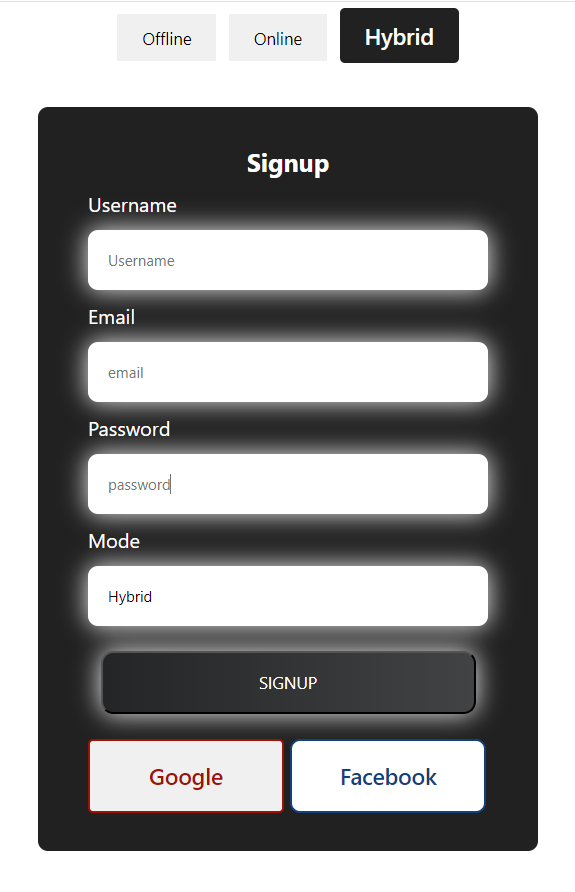 Offline Online Hybrid
Signup
Username
Username
Email
email
Password
password
Mode
Hybrid
SIGNUP
Google Facebook